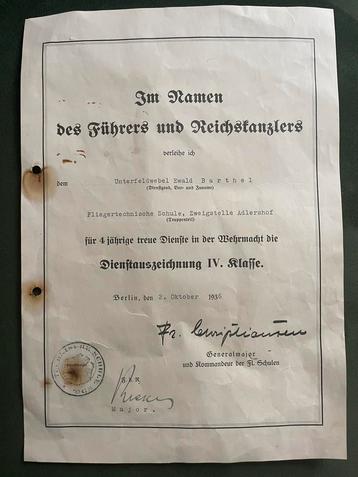 Im Namen
des Führers und Reichskanzlers
verleihe ich
dem
Unterfeldwebel Ewald Barthel
(Dienstgrad, Vor- und Zuname)
Fliegertechnische Schule, Zweigstelle Adlershof
(Truppenteil)
für 4 jährige treue Dienste in der Wehrmacht die
Dienstauszeichnung IV. Klasse.
Berlin, den 2. Oktober 1936
Fr. Christiansen
Generalmajor
und Kommandeur der Fl. Schulen
Major.